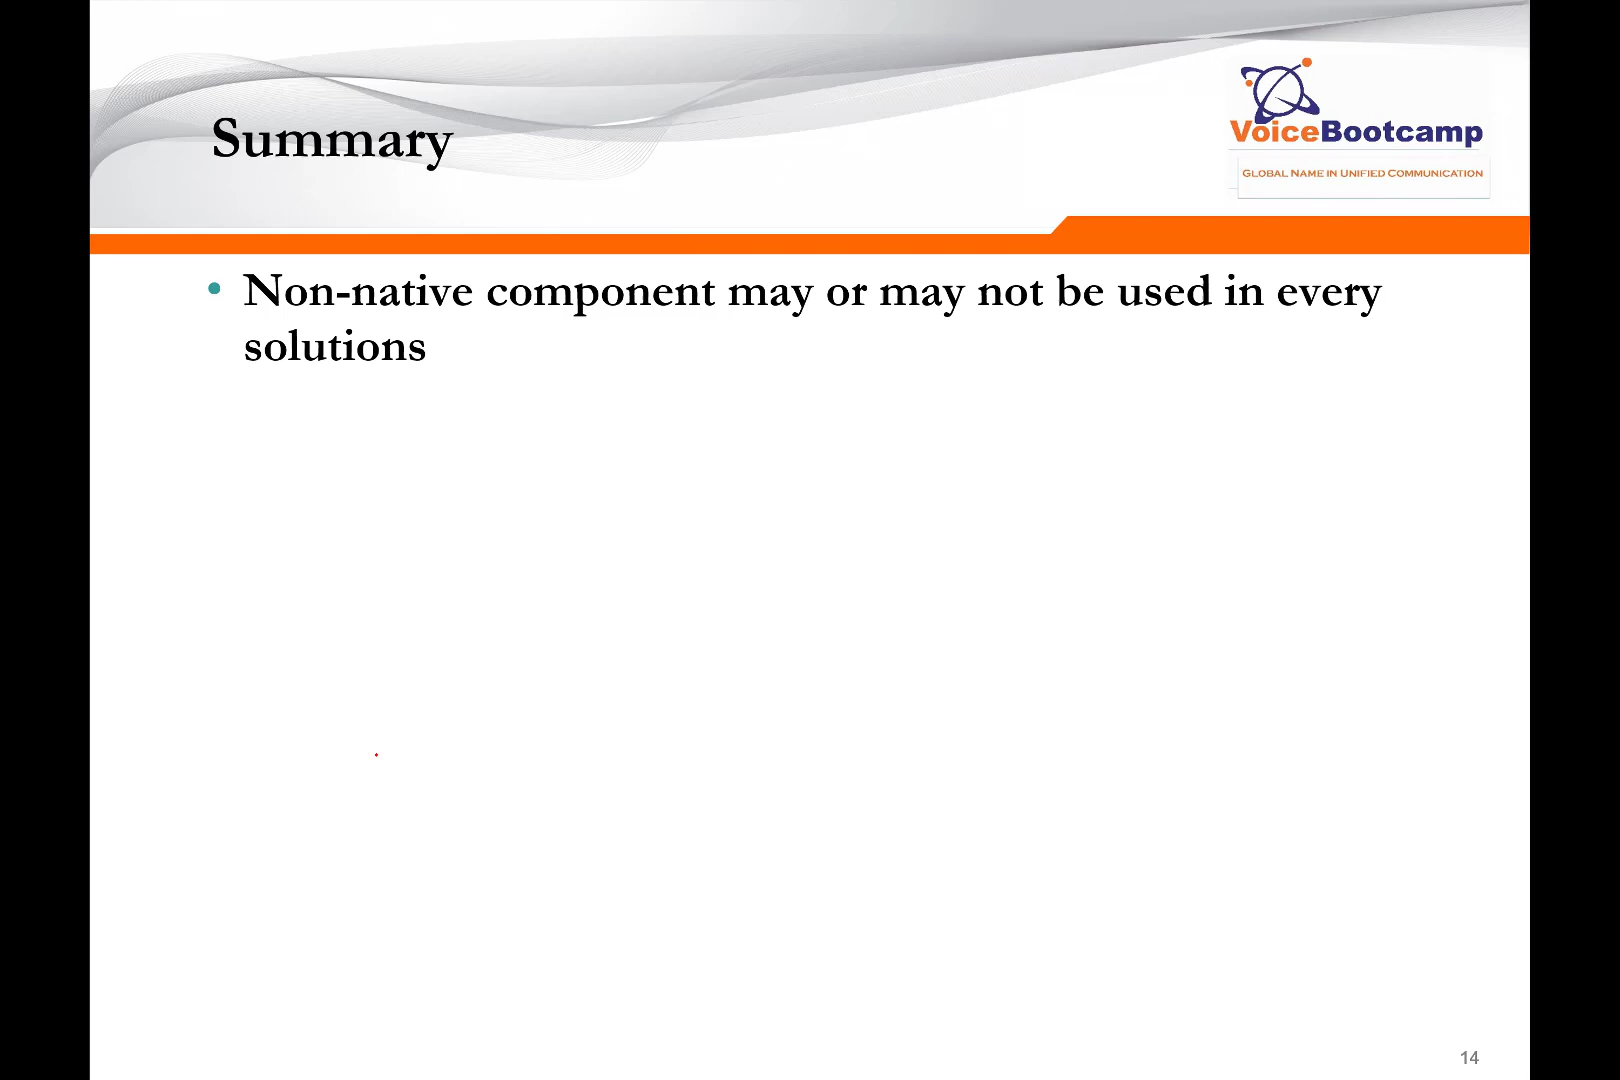 Summary
VoiceBootcamp
GLOBAL NAME IN UNIFIED COMMUNICATION
• Non-native component may or may not be used in every
solutions
14